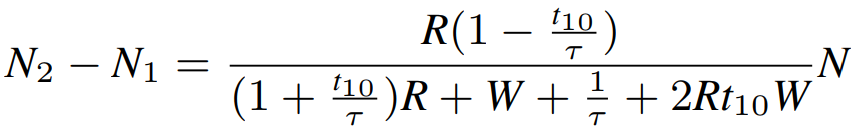 $N_2 - N_1 = \frac{R(1 - \frac{t_{10}}{\tau})}{(1 + \frac{t_{10}}{\tau})R + W + \frac{1}{\tau} + 2Rt_{10}W} N$